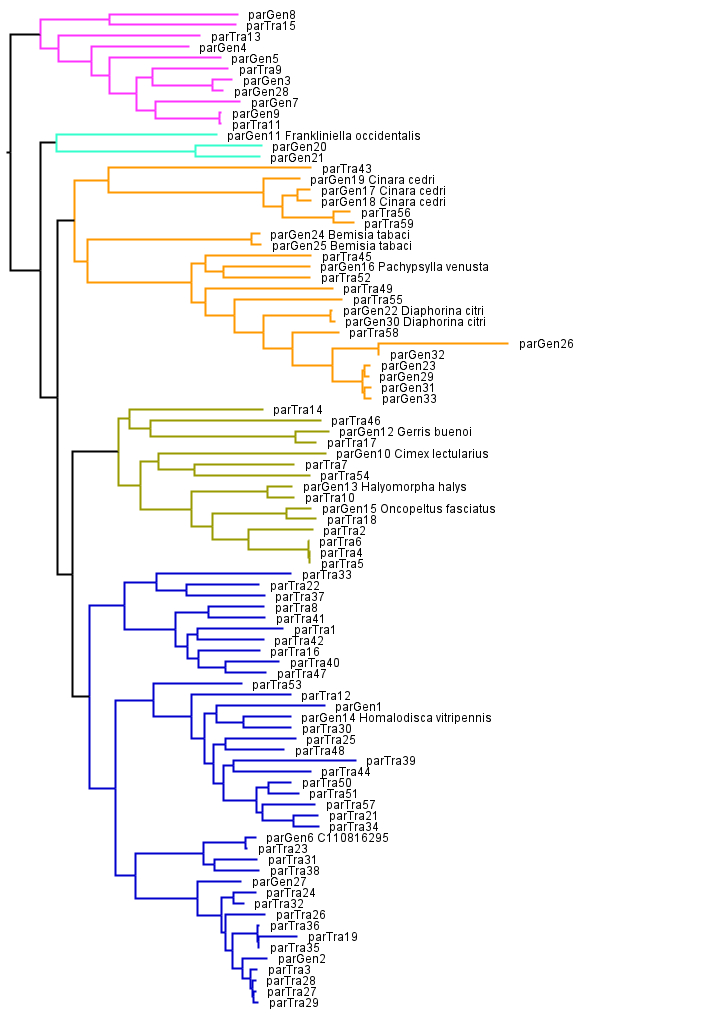 parGen8
parTra15
parTra13
parGen4
parGen5
parTra9
parGen3
parGen28
parGen7
parGen9
parTra11
parGen11 Frankliniella occidentalis
parGen20
parGen21
parTra43
parGen19 Cinara cedri
parGen17 Cinara cedri
parGen18 Cinara cedri
parTra56
parTra59
parGen24 Bemisia tabaci
parGen25 Bemisia tabaci
parTra45
parGen16 Pachypsylla venusta
parTra52
parTra49
parTra55
parGen22 Diaphorina citri
parGen30 Diaphorina citri
parTra58
parGen26
parGen32
parGen23
parGen29
parGen31
parGen33
parTra14
parTra46
parGen12 Gerris buenoi
parTra17
parGen10 Cimex lectularius
parTra7
parTra54
parGen13 Halyomorpha halys
parTra10
parGen15 Oncopeltus fasciatus
parTra18
parTra2
parTra6
parTra4
parTra5
parTra33
parTra22
parTra37
parTra8
parTra41
parTra1
parTra42
parTra16
parTra40
parTra47
parTra53
parTra12
parGen1
parGen14 Homalodisca vitripennis
parTra30
parTra25
parTra48
parTra39
parTra44
parTra50
parTra51
parTra57
parTra21
parTra34
parGen6 C110816295
parTra23
parTra31
parTra38
parGen27
parTra24
parTra32
parTra26
parTra36
parTra19
parTra35
parGen2
parTra3
parTra28
parTra27
parTra29